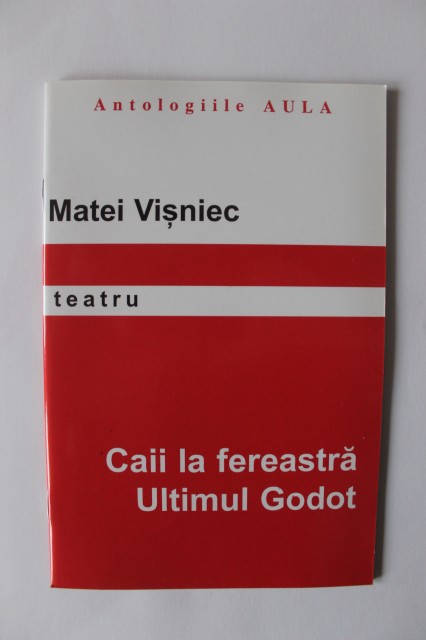 Antologiile AULA
Matei Vișniec
teatru
Caii la fereastră
Ultimul Godot